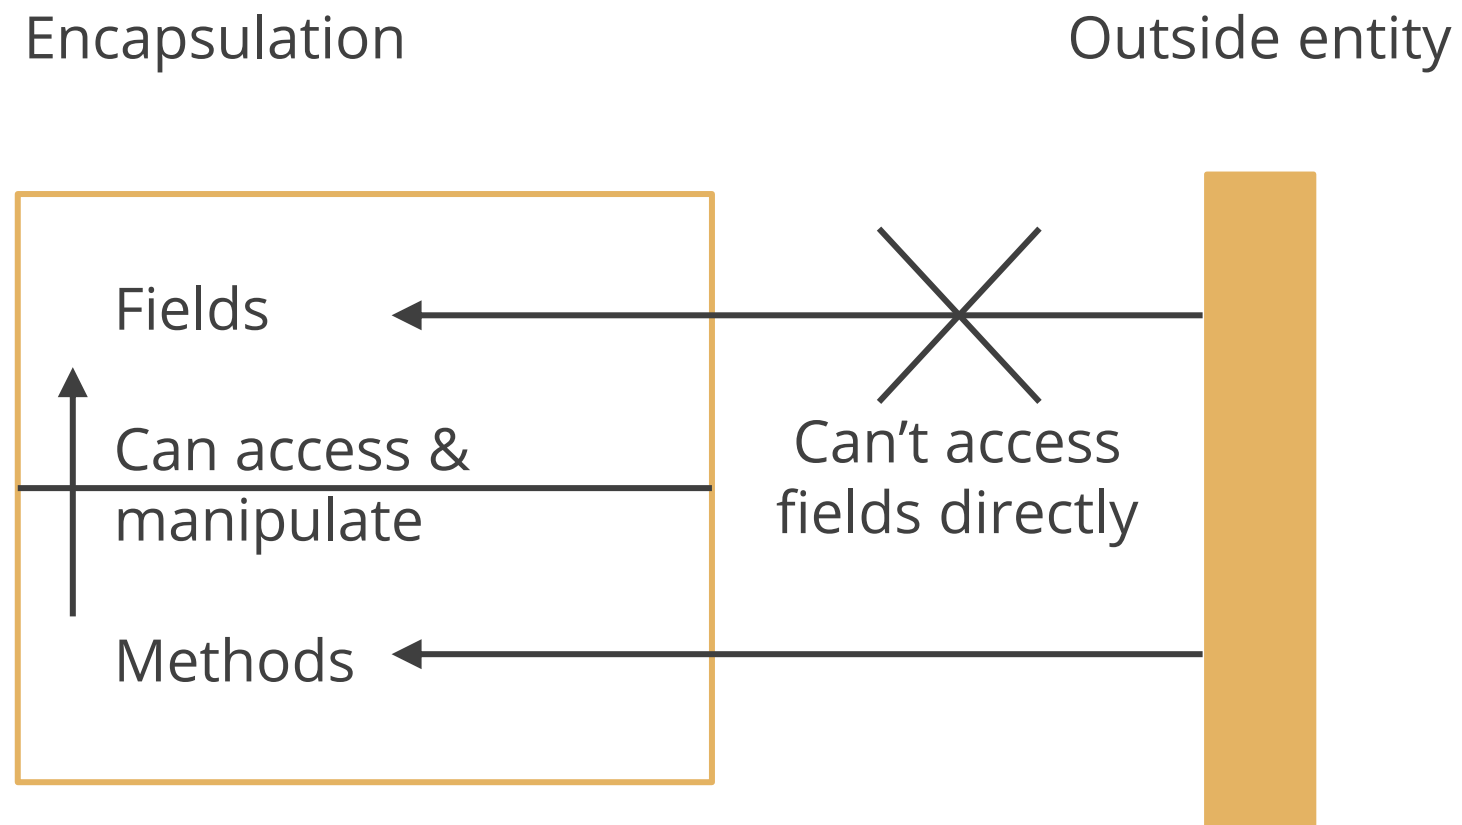 Encapsulation
Outside entity
Fields
Can access &
manipulate
Can’t access
fields directly
Methods